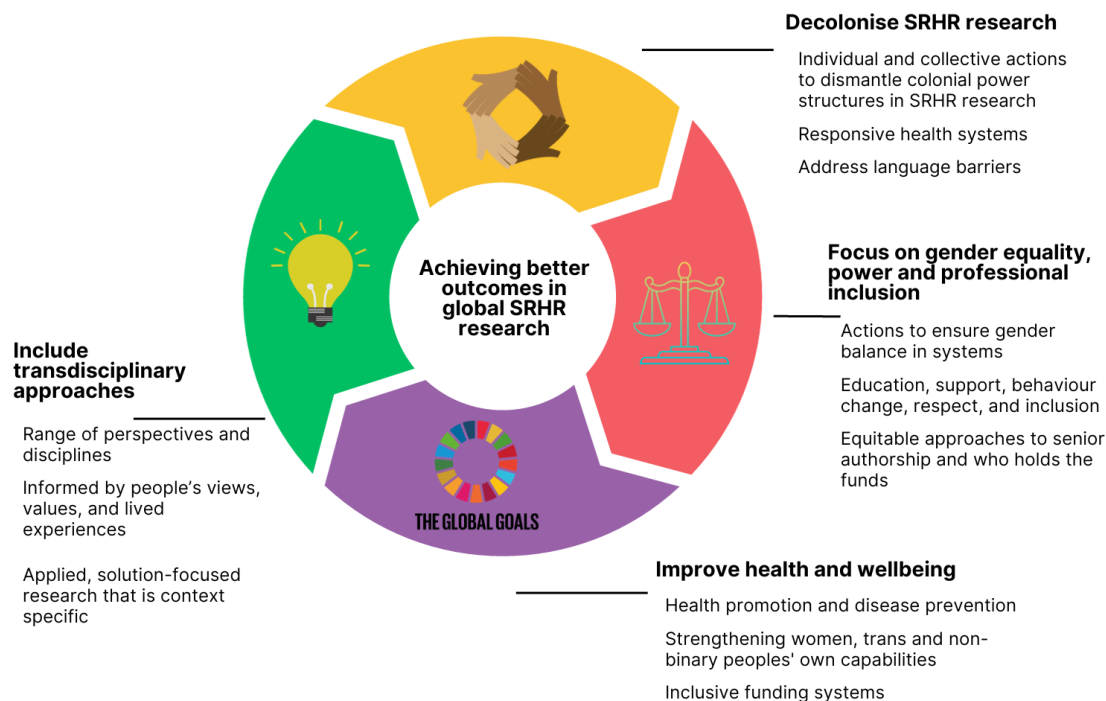 Decolonise SRHR research
Individual and collective actions
to dismantle colonial power
structures in SRHR research
Responsive health systems
Address language barriers
Focus on gender equality,
power and professional
inclusion
Actions to ensure gender
balance in systems
Education, support, behaviour
change, respect, and inclusion
Equitable approaches to senior
authorship and who holds the
funds
Achieving better
outcomes in
global SRHR
research
Include
transdisciplinary
approaches
Range of perspectives and
disciplines
Informed by people’s views,
values, and lived
experiences
Applied, solution-focused
research that is context
specific
THE GLOBAL GOALS
Improve health and wellbeing
Health promotion and disease prevention
Strengthening women, trans and non-
binary peoples' own capabilities
Inclusive funding systems